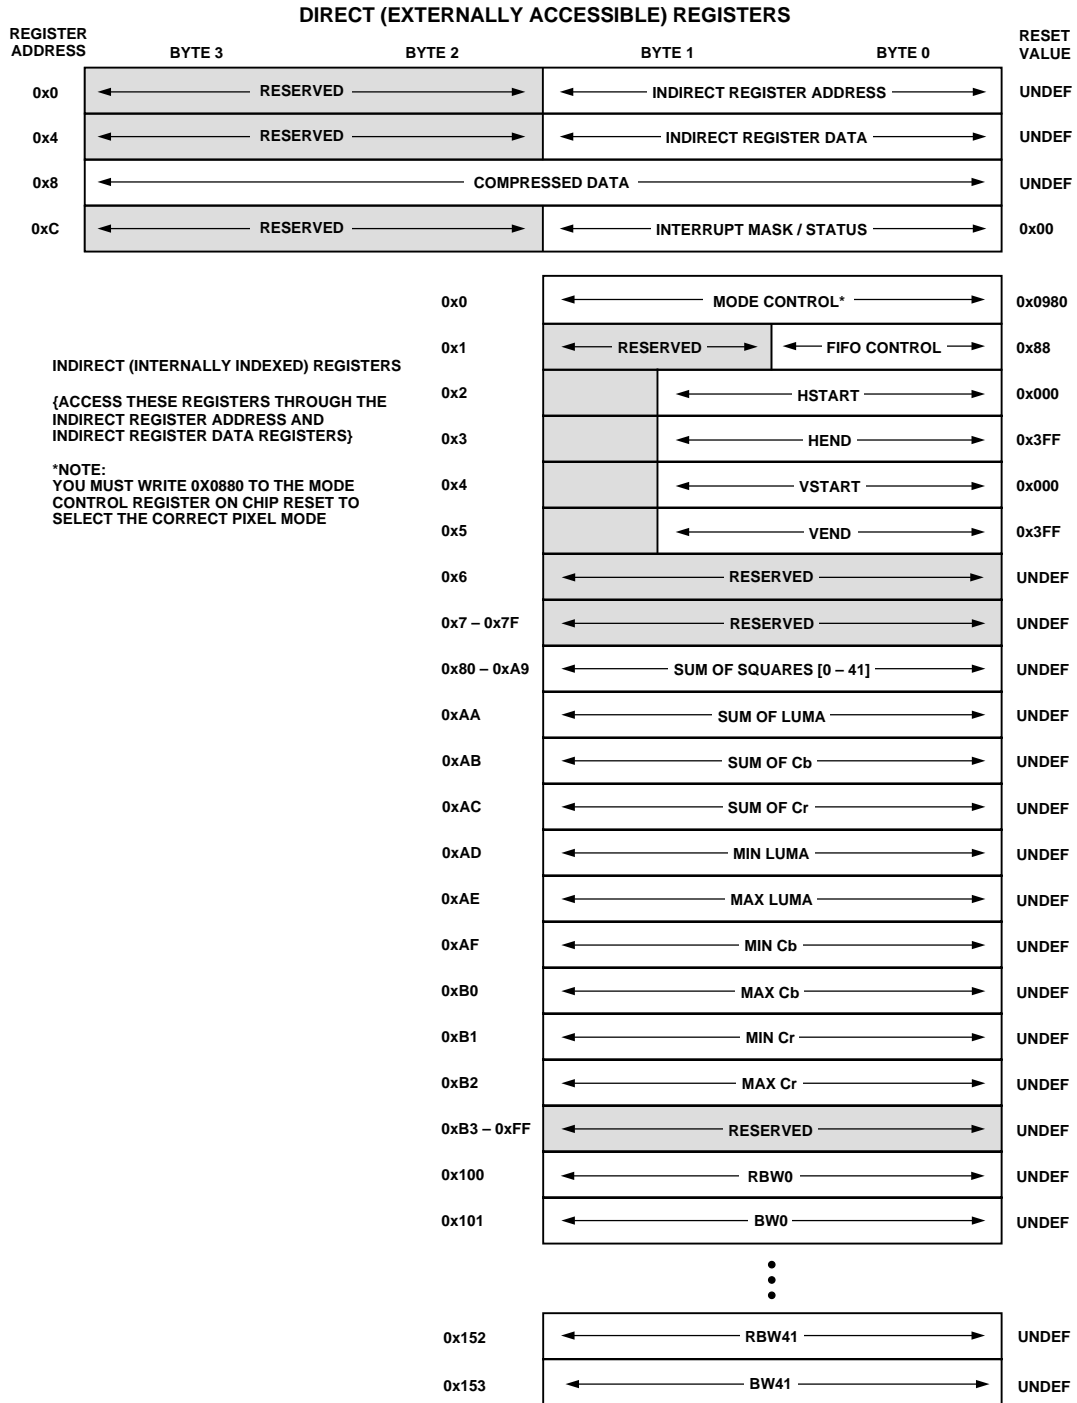 DIRECT (EXTERNALLY ACCESSIBLE) REGISTERS
REGISTER ADDRESS BYTE 3 BYTE 2 BYTE 1 BYTE 0 RESET VALUE
0x0 RESERVED INDIRECT REGISTER ADDRESS UNDEF
0x4 RESERVED INDIRECT REGISTER DATA UNDEF
0x8 COMPRESSED DATA UNDEF
0xC RESERVED INTERRUPT MASK / STATUS 0x00
INDIRECT (INTERNALLY INDEXED) REGISTERS
{ACCESS THESE REGISTERS THROUGH THE
INDIRECT REGISTER ADDRESS AND
INDIRECT REGISTER DATA REGISTERS}
*NOTE:
YOU MUST WRITE 0X0880 TO THE MODE
CONTROL REGISTER ON CHIP RESET TO
SELECT THE CORRECT PIXEL MODE
0x0 MODE CONTROL* 0x0980
0x1 RESERVED FIFO CONTROL 0x88
0x2 HSTART 0x000
0x3 HEND 0x3FF
0x4 VSTART 0x000
0x5 VEND 0x3FF
0x6 RESERVED UNDEF
0x7 – 0x7F RESERVED UNDEF
0x80 – 0xA9 SUM OF SQUARES [0 – 41] UNDEF
0xAA SUM OF LUMA UNDEF
0xAB SUM OF Cb UNDEF
0xAC SUM OF Cr UNDEF
0xAD MIN LUMA UNDEF
0xAE MAX LUMA UNDEF
0xAF MIN Cb UNDEF
0xB0 MAX Cb UNDEF
0xB1 MIN Cr UNDEF
0xB2 MAX Cr UNDEF
0xB3 – 0xFF RESERVED UNDEF
0x100 RBW0 UNDEF
0x101 BW0 UNDEF
0x152 RBW41 UNDEF
0x153 BW41 UNDEF